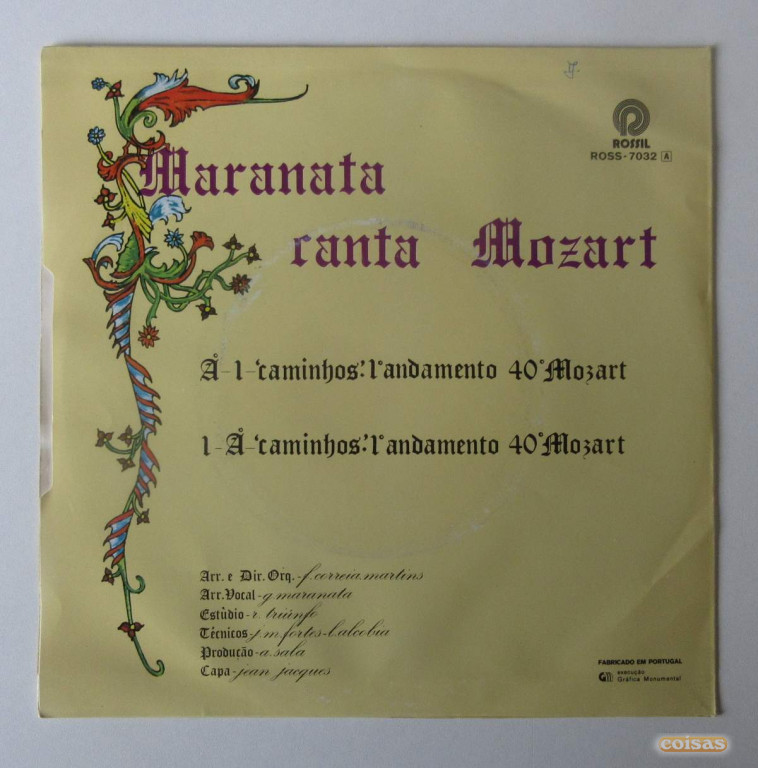 ROSSIL
ROSS-7032 A
Maranata
canta Mozart
A-1-'caminhos'.'1º andamento 40º Mozart
1-A-'caminhos'.'1º andamento 40º Mozart
Arr. e Dir. Orq.-f. correia martins
Arr. Vocal-g maranata
Estùdio-r. triúnfo
Técnicos-j.m. fortes-l. alcobia
Produção-a. sala
Capa-jean jacques
FABRICADO EM PORTUGAL
execução
Gráfica Monumental
coisas